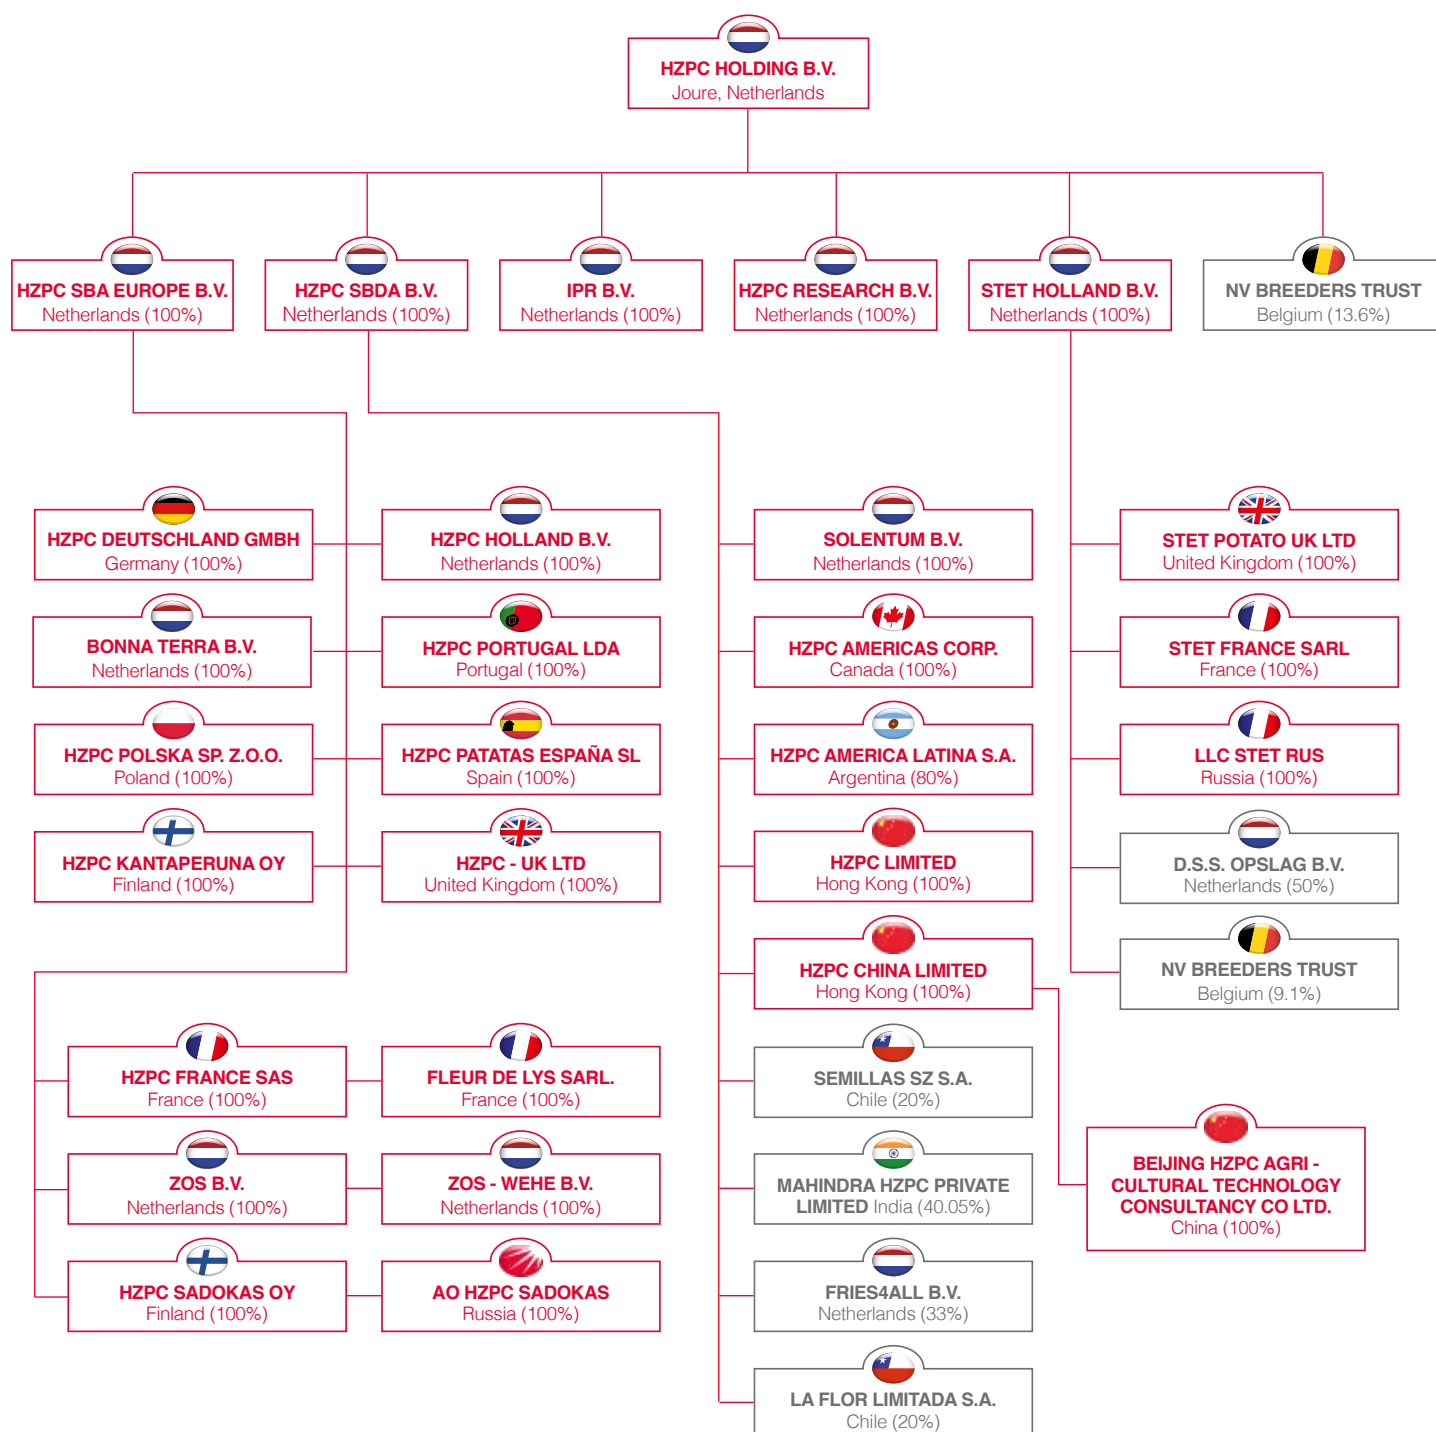 HZPC HOLDING B.V.
Joure, Netherlands
HZPC SBA EUROPE B.V.
Netherlands (100%)
HZPC SBDA B.V.
Netherlands (100%)
IPR B.V.
Netherlands (100%)
HZPC RESEARCH B.V.
Netherlands (100%)
STET HOLLAND B.V.
Netherlands (100%)
NV BREEDERS TRUST
Belgium (13.6%)
HZPC DEUTSCHLAND GMBH
Germany (100%)
HZPC HOLLAND B.V.
Netherlands (100%)
SOLENTUM B.V.
Netherlands (100%)
STET POTATO UK LTD
United Kingdom (100%)
BONNA TERRA B.V.
Netherlands (100%)
HZPC PORTUGAL LDA
Portugal (100%)
HZPC AMERICAS CORP.
Canada (100%)
STET FRANCE SARL
France (100%)
HZPC POLSKA SP. Z.O.O.
Poland (100%)
HZPC PATATAS ESPAÑA SL
Spain (100%)
HZPC AMERICA LATINA S.A.
Argentina (80%)
LLC STET RUS
Russia (100%)
HZPC KANTAPERUNA OY
Finland (100%)
HZPC - UK LTD
United Kingdom (100%)
HZPC LIMITED
Hong Kong (100%)
D.S.S. OPSLAG B.V.
Netherlands (50%)
HZPC CHINA LIMITED
Hong Kong (100%)
NV BREEDERS TRUST
Belgium (9.1%)
HZPC FRANCE SAS
France (100%)
FLEUR DE LYS SARL.
France (100%)
SEMILLAS SZ S.A.
Chile (20%)
ZOS B.V.
Netherlands (100%)
ZOS - WEHE B.V.
Netherlands (100%)
MAHINDRA HZPC PRIVATE
LIMITED India (40.05%)
BEIJING HZPC AGRI -
CULTURAL TECHNOLOGY
CONSULTANCY CO LTD.
China (100%)
HZPC SADOKAS OY
Finland (100%)
AO HZPC SADOKAS
Russia (100%)
FRIES4ALL B.V.
Netherlands (33%)
LA FLOR LIMITADA S.A.
Chile (20%)